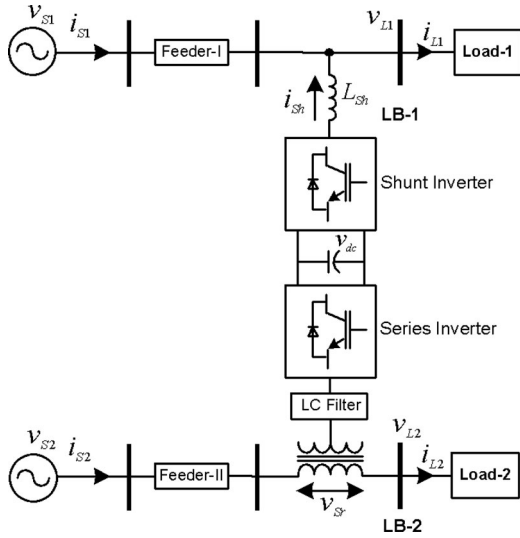 v_S1
i_S1
Feeder-I
v_L1
i_L1
Load-1
i_Sh
L_Sh
LB-1
Shunt Inverter
v_dc
Series Inverter
LC Filter
v_S2
i_S2
Feeder-II
v_Sr
v_L2
i_L2
Load-2
LB-2